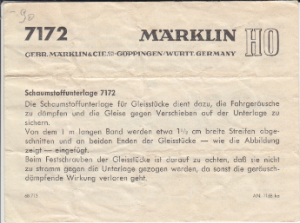 7172 MÄRKLIN HO
GEBR. MÄRKLIN & CIE. GÖPPINGEN/WÜRTT. GERMANY
Schaumstoffunterlage 7172
Die Schaumstoffunterlage für Gleisstücke dient dazu, die Fahrgeräusche
zu dämpfen und die Gleise gegen Verschieben auf der Unterlage zu
sichern.
Von dem 1 m langen Band werden etwa 1½ cm breite Streifen abge-
schnitten und an beiden Enden der Gleisstücke — wie die Abbildung
zeigt — eingefügt.
Beim Festschrauben der Gleisstücke ist darauf zu achten, daß sie nicht
zu stramm gegen die Unterlage gezogen werden, da sonst die geräusch-
dämpfende Wirkung verloren geht.